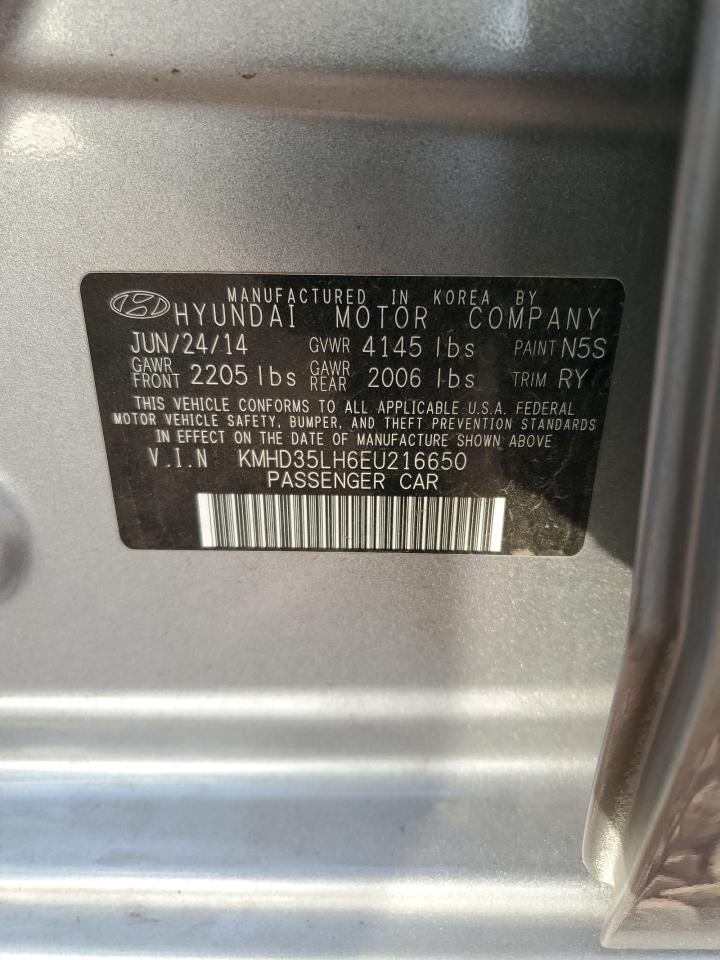 MANUFACTURED IN KOREA BY
HYUNDAI MOTOR COMPANY
JUN/24/14 GVWR 4145 lbs PAINT N5S
GAWR FRONT 2205 lbs GAWR REAR 2006 lbs TRIM RY
THIS VEHICLE CONFORMS TO ALL APPLICABLE U.S.A. FEDERAL
MOTOR VEHICLE SAFETY, BUMPER, AND THEFT PREVENTION STANDARDS
IN EFFECT ON THE DATE OF MANUFACTURE SHOWN ABOVE.
V.I.N KMHD35LH6EU216650
PASSENGER CAR